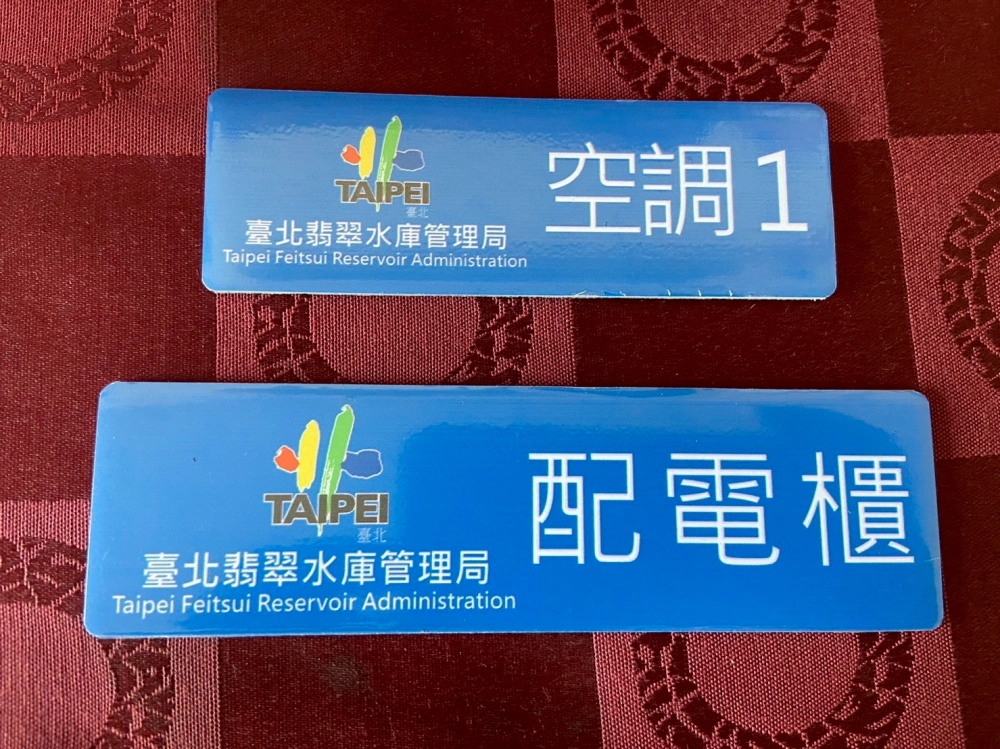 TAIPEI
臺北
臺北翡翠水庫管理局
Taipei Feitsui Reservoir Administration
空調1
TAIPEI
臺北
臺北翡翠水庫管理局
Taipei Feitsui Reservoir Administration
配電櫃